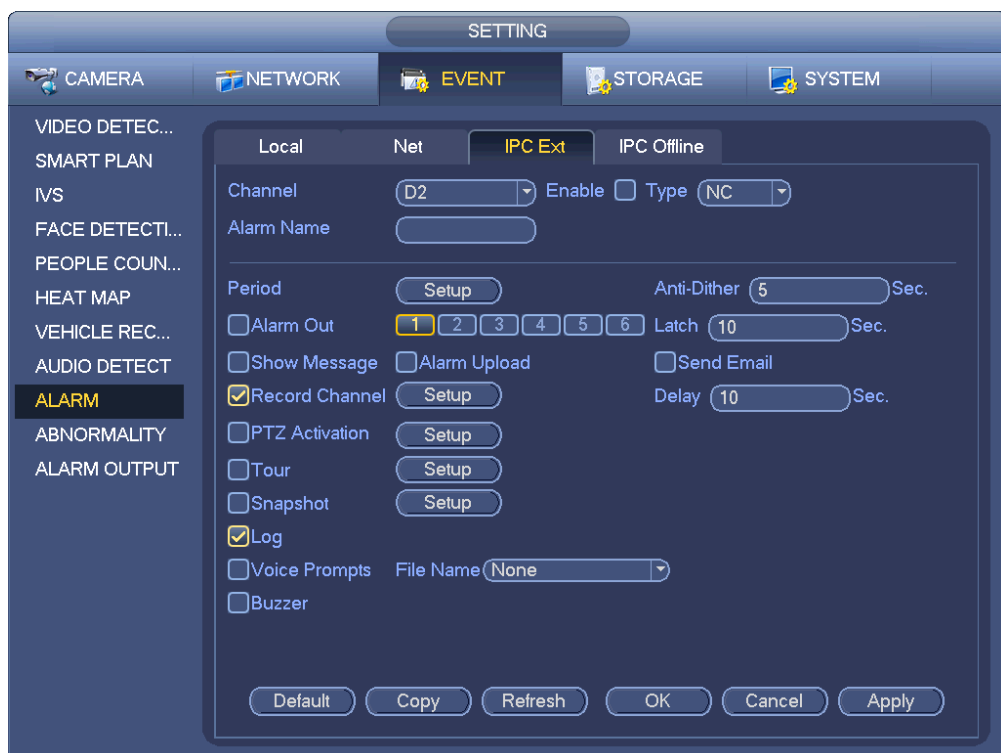 SETTING
CAMERA NETWORK EVENT STORAGE SYSTEM
VIDEO DETEC...
SMART PLAN
IVS
FACE DETECTI...
PEOPLE COUN...
HEAT MAP
VEHICLE REC...
AUDIO DETECT
ALARM
ABNORMALITY
ALARM OUTPUT
Local Net IPC Ext IPC Offline
Channel D2 Enable Type NC
Alarm Name
Period Setup Anti-Dither 5 Sec.
Alarm Out 1 2 3 4 5 6 Latch 10 Sec.
Show Message Alarm Upload Send Email
Record Channel Setup Delay 10 Sec.
PTZ Activation Setup
Tour Setup
Snapshot Setup
Log
Voice Prompts File Name None
Buzzer
Default Copy Refresh OK Cancel Apply